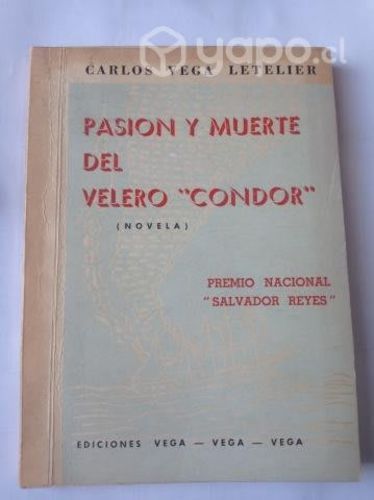 yapo.cl
CARLOS VEGA LETELIER
PASION Y MUERTE
DEL
VELERO "CONDOR"
(NOVELA)
PREMIO NACIONAL
"SALVADOR REYES"
EDICIONES VEGA — VEGA — VEGA